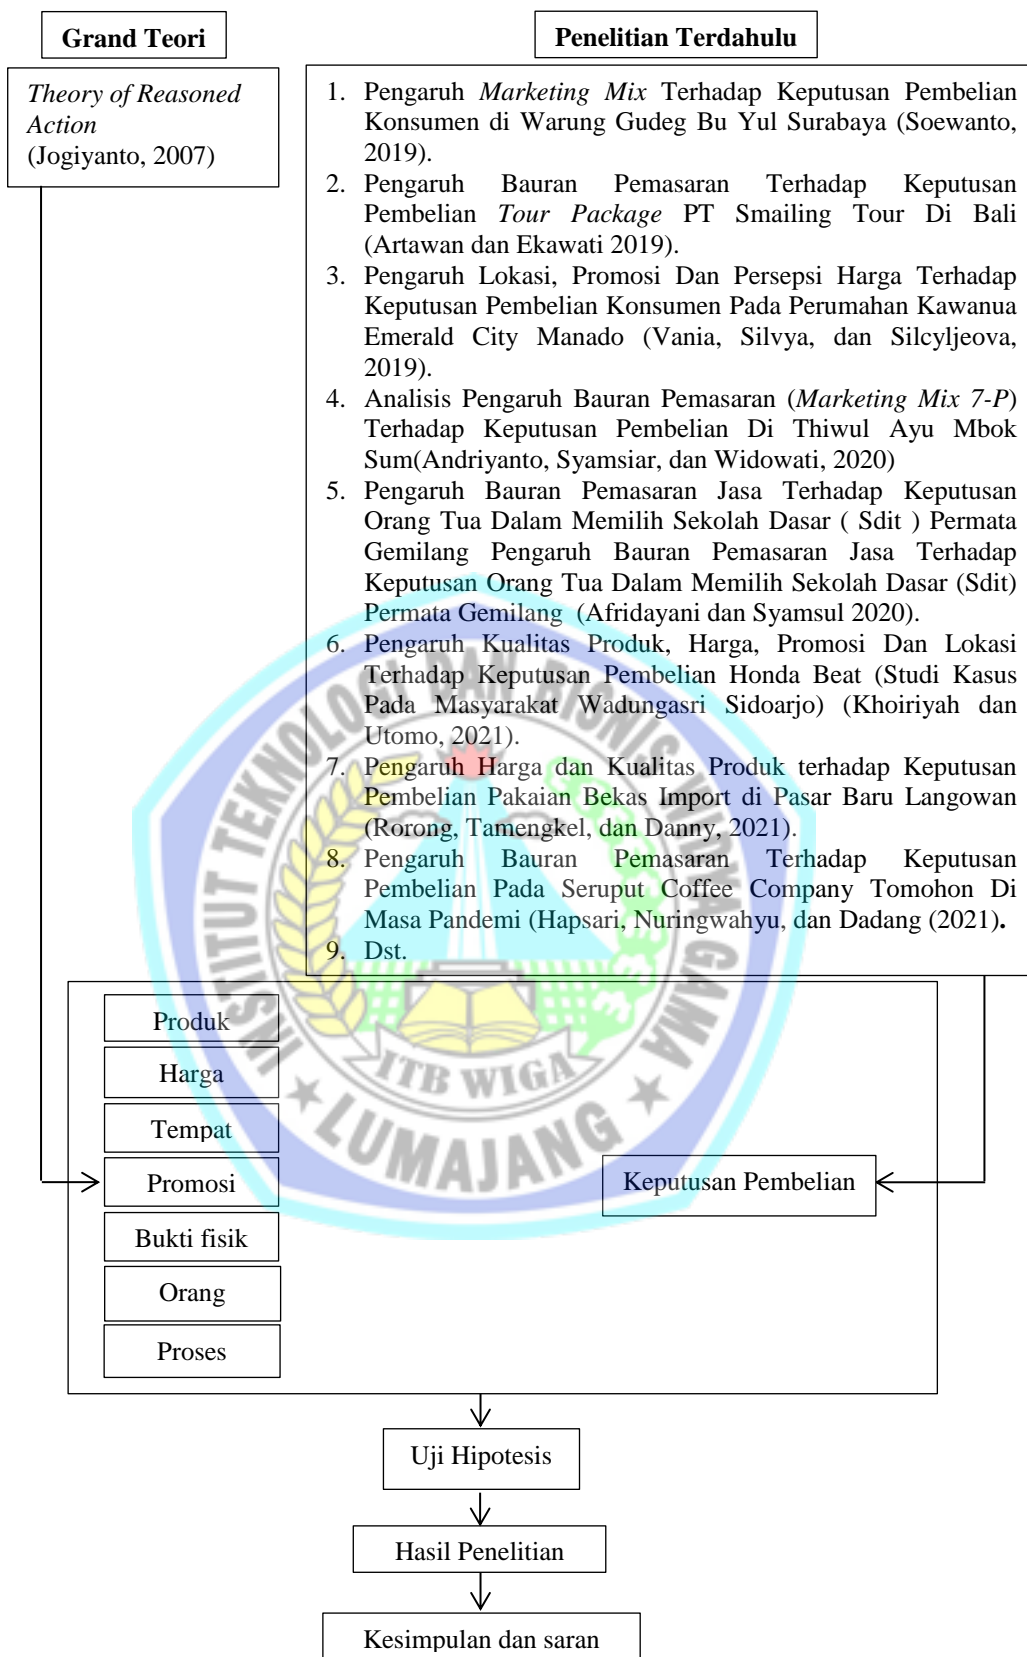 Grand Teori
Penelitian Terdahulu
Theory of Reasoned
Action
(Jogiyanto, 2007)
1. Pengaruh Marketing Mix Terhadap Keputusan Pembelian
Konsumen di Warung Gudeg Bu Yul Surabaya (Soewanto,
2019).
2. Pengaruh Bauran Pemasaran Terhadap Keputusan
Pembelian Tour Package PT Smailing Tour Di Bali
(Artawan dan Ekawati 2019).
3. Pengaruh Lokasi, Promosi Dan Persepsi Harga Terhadap
Keputusan Pembelian Konsumen Pada Perumahan Kawanua
Emerald City Manado (Vania, Silvya, dan Silcyljeova,
2019).
4. Analisis Pengaruh Bauran Pemasaran (Marketing Mix 7-P)
Terhadap Keputusan Pembelian Di Thiwul Ayu Mbok
Sum(Andriyanto, Syamsiar, dan Widowati, 2020)
5. Pengaruh Bauran Pemasaran Jasa Terhadap Keputusan
Orang Tua Dalam Memilih Sekolah Dasar ( Sdit ) Permata
Gemilang Pengaruh Bauran Pemasaran Jasa Terhadap
Keputusan Orang Tua Dalam Memilih Sekolah Dasar (Sdit)
Permata Gemilang (Afridayani dan Syamsul 2020).
6. Pengaruh Kualitas Produk, Harga, Promosi Dan Lokasi
Terhadap Keputusan Pembelian Honda Beat (Studi Kasus
Pada Masyarakat Wadungasri Sidoarjo) (Khoiriyah dan
Utomo, 2021).
7. Pengaruh Harga dan Kualitas Produk terhadap Keputusan
Pembelian Pakaian Bekas Import di Pasar Baru Langowan
(Rorong, Tamengkel, dan Danny, 2021).
8. Pengaruh Bauran Pemasaran Terhadap Keputusan
Pembelian Pada Seruput Coffee Company Tomohon Di
Masa Pandemi (Hapsari, Nuringwahyu, dan Dadang (2021).
9. Dst.
INSTITUT TEKNOLOGI DAN BISNIS WIDYA GAMA
ITB WIGA
LUMAJANG
Produk
Harga
Tempat
Promosi
Bukti fisik
Orang
Proses
Keputusan Pembelian
Uji Hipotesis
Hasil Penelitian
Kesimpulan dan saran